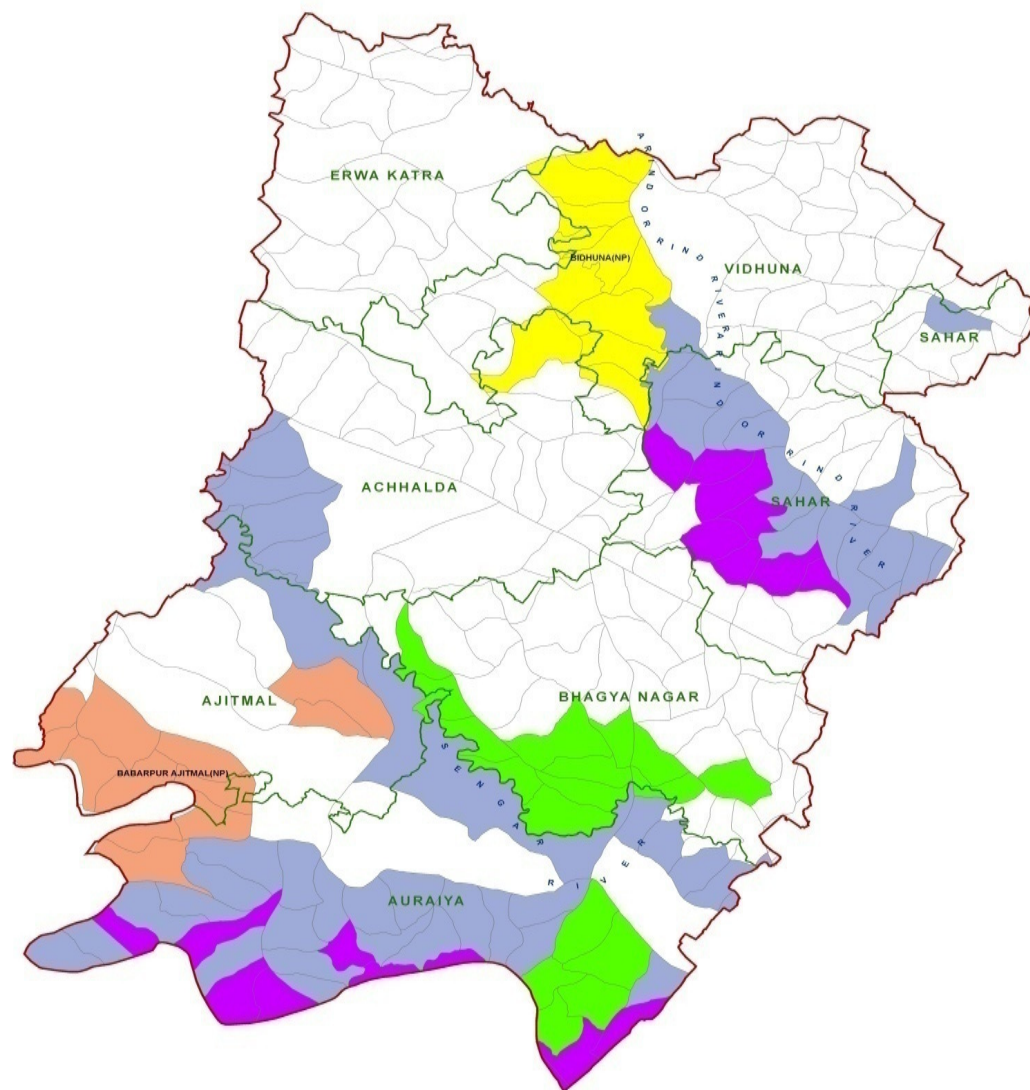 ERWA KATRA
ARIND OR RIND RIVER
BIDHUNA(NP)
VIDHUNA
SAHAR
ARIND OR RIND RIVER
ACHHALDA
SAHAR
AJITMAL
BHAGYA NAGAR
BABARPUR AJITMAL(NP)
SENGAR RIVER
AURAIYA